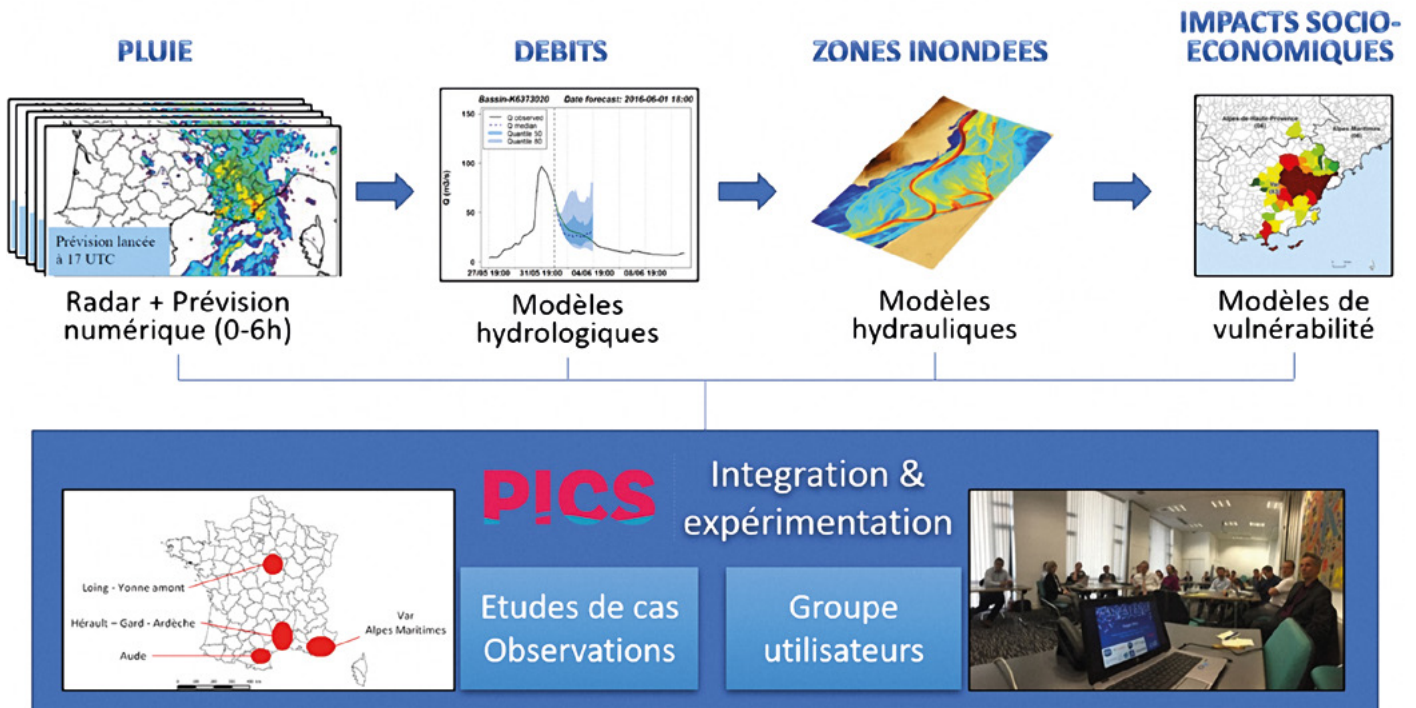 PLUIE
DEBITS
ZONES INONDEES
IMPACTS SOCIO-
ECONOMIQUES
Prévision lancée
à 17 UTC
Bassin-K6373020 Date forecast: 2016-06-01 18:00
Q observed
Q median
Quantile 50
Quantile 80
Q (m3/s)
150
100
50
0
27/05 19:00 31/05 19:00 04/06 19:00 08/06 19:00
Alpes-de-Haute-Provence
(04)
Alpes Maritimes
(06)
Radar + Prévision
numérique (0-6h)
Modèles
hydrologiques
Modèles
hydrauliques
Modèles de
vulnérabilité
P!CS
Integration &
expérimentation
Loing - Yonne amont
Hérault – Gard - Ardèche
Aude
Var
Alpes Maritimes
Etudes de cas
Observations
Groupe
utilisateurs